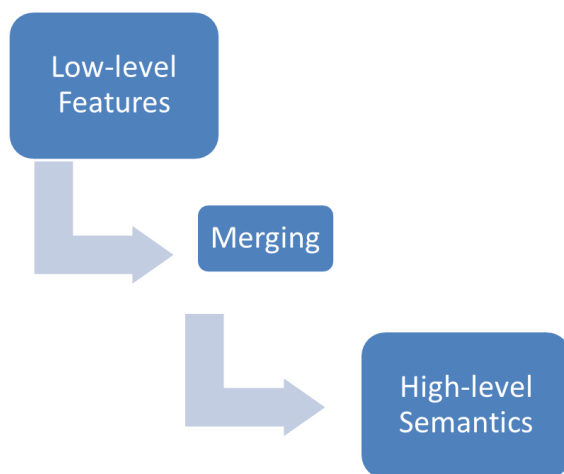 Low-level
Features
Merging
High-level
Semantics